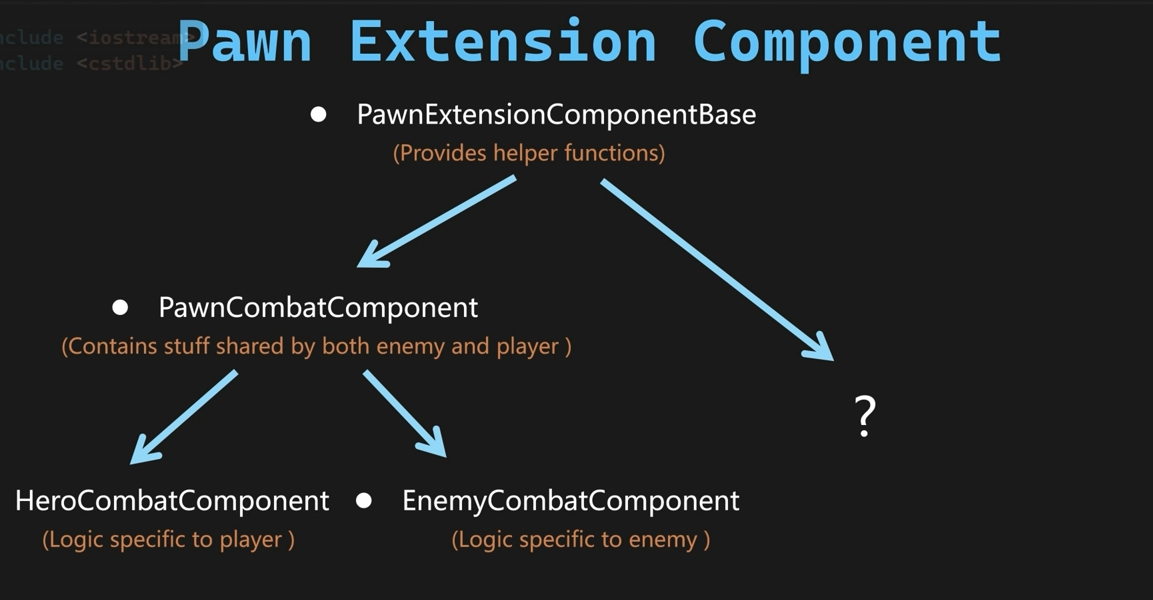 nclude <iostream>
nclude <cstdlib>
Pawn Extension Component
● PawnExtensionComponentBase
(Provides helper functions)
● PawnCombatComponent
(Contains stuff shared by both enemy and player )
?
HeroCombatComponent ● EnemyCombatComponent
(Logic specific to player ) (Logic specific to enemy )